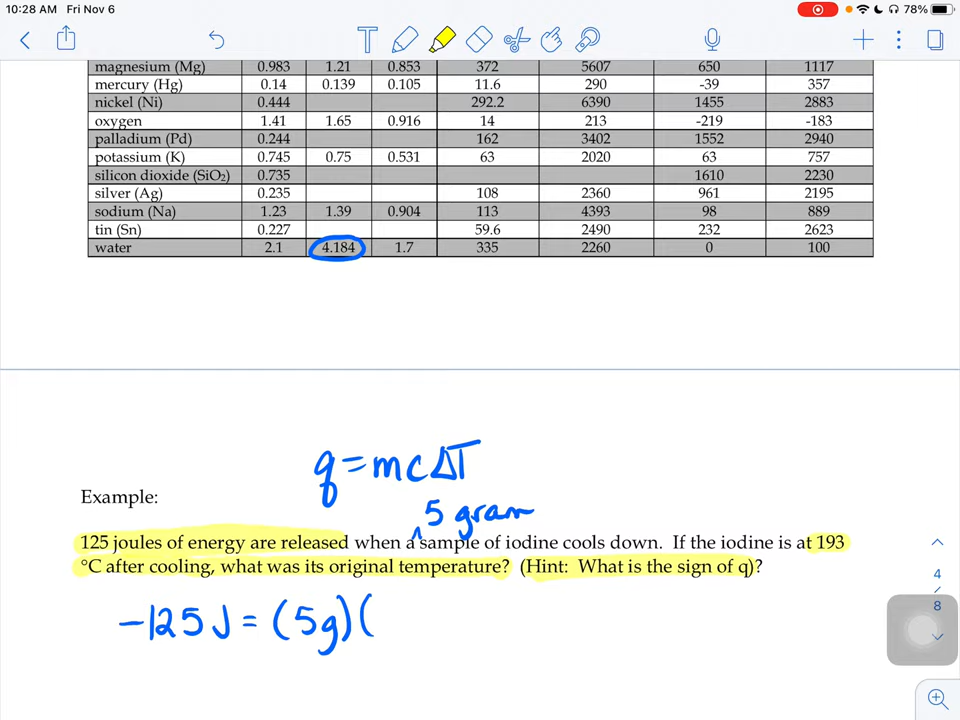 10:28 AM Fri Nov 6 78%
magnesium (Mg) 0.983 1.21 0.853 372 5607 650 1117
mercury (Hg) 0.14 0.139 0.105 11.6 290 -39 357
nickel (Ni) 0.444 292.2 6390 1455 2883
oxygen 1.41 1.65 0.916 14 213 -219 -183
palladium (Pd) 0.244 162 3402 1552 2940
potassium (K) 0.745 0.75 0.531 63 2020 63 757
silicon dioxide (SiO₂) 0.735 1610 2230
silver (Ag) 0.235 108 2360 961 2195
sodium (Na) 1.23 1.39 0.904 113 4393 98 889
tin (Sn) 0.227 59.6 2490 232 2623
water 2.1 4.184 1.7 335 2260 0 100
q = mcΔT
Example:
5 gram
125 joules of energy are released when a ^ sample of iodine cools down. If the iodine is at 193
°C after cooling, what was its original temperature? (Hint: What is the sign of q)?
-125 J = (5g)(
4
/
8